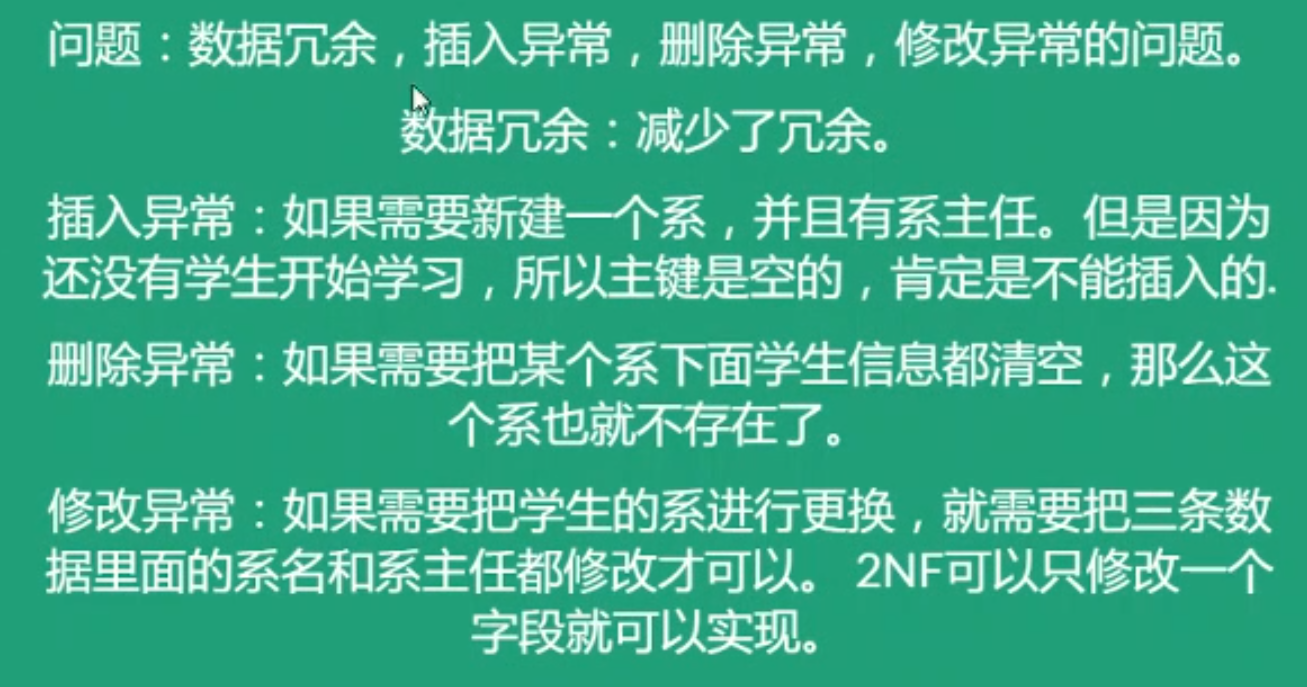 问题：数据冗余，插入异常，删除异常，修改异常的问题。
数据冗余：减少了冗余。
插入异常：如果需要新建一个系，并且有系主任。但是因为
还没有学生开始学习，所以主键是空的，肯定是不能插入的.
删除异常：如果需要把某个系下面学生信息都清空，那么这
个系也就不存在了。
修改异常：如果需要把学生的系进行更换，就需要把三条数
据里面的系名和系主任都修改才可以。 2NF可以只修改一个
字段就可以实现。